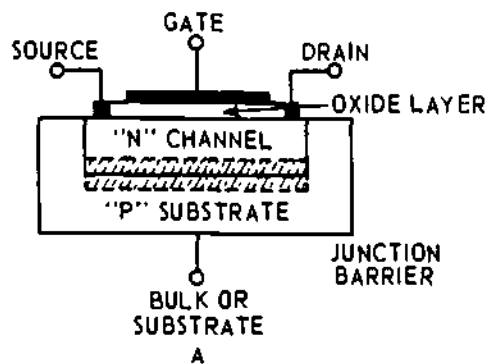 GATE
SOURCE
DRAIN
OXIDE LAYER
"N" CHANNEL
"P" SUBSTRATE
JUNCTION
BARRIER
BULK OR
SUBSTRATE
A